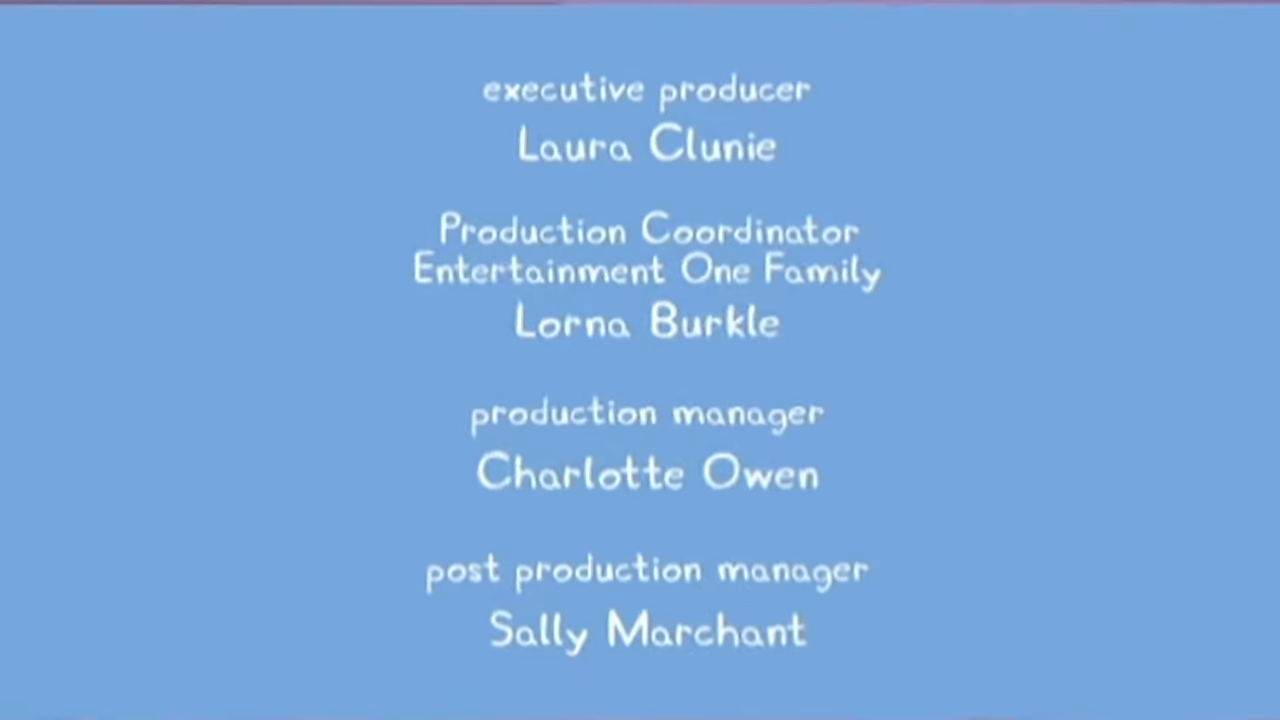 executive producer
Laura Clunie
Production Coordinator
Entertainment One Family
Lorna Burkle
production manager
Charlotte Owen
post production manager
Sally Marchant